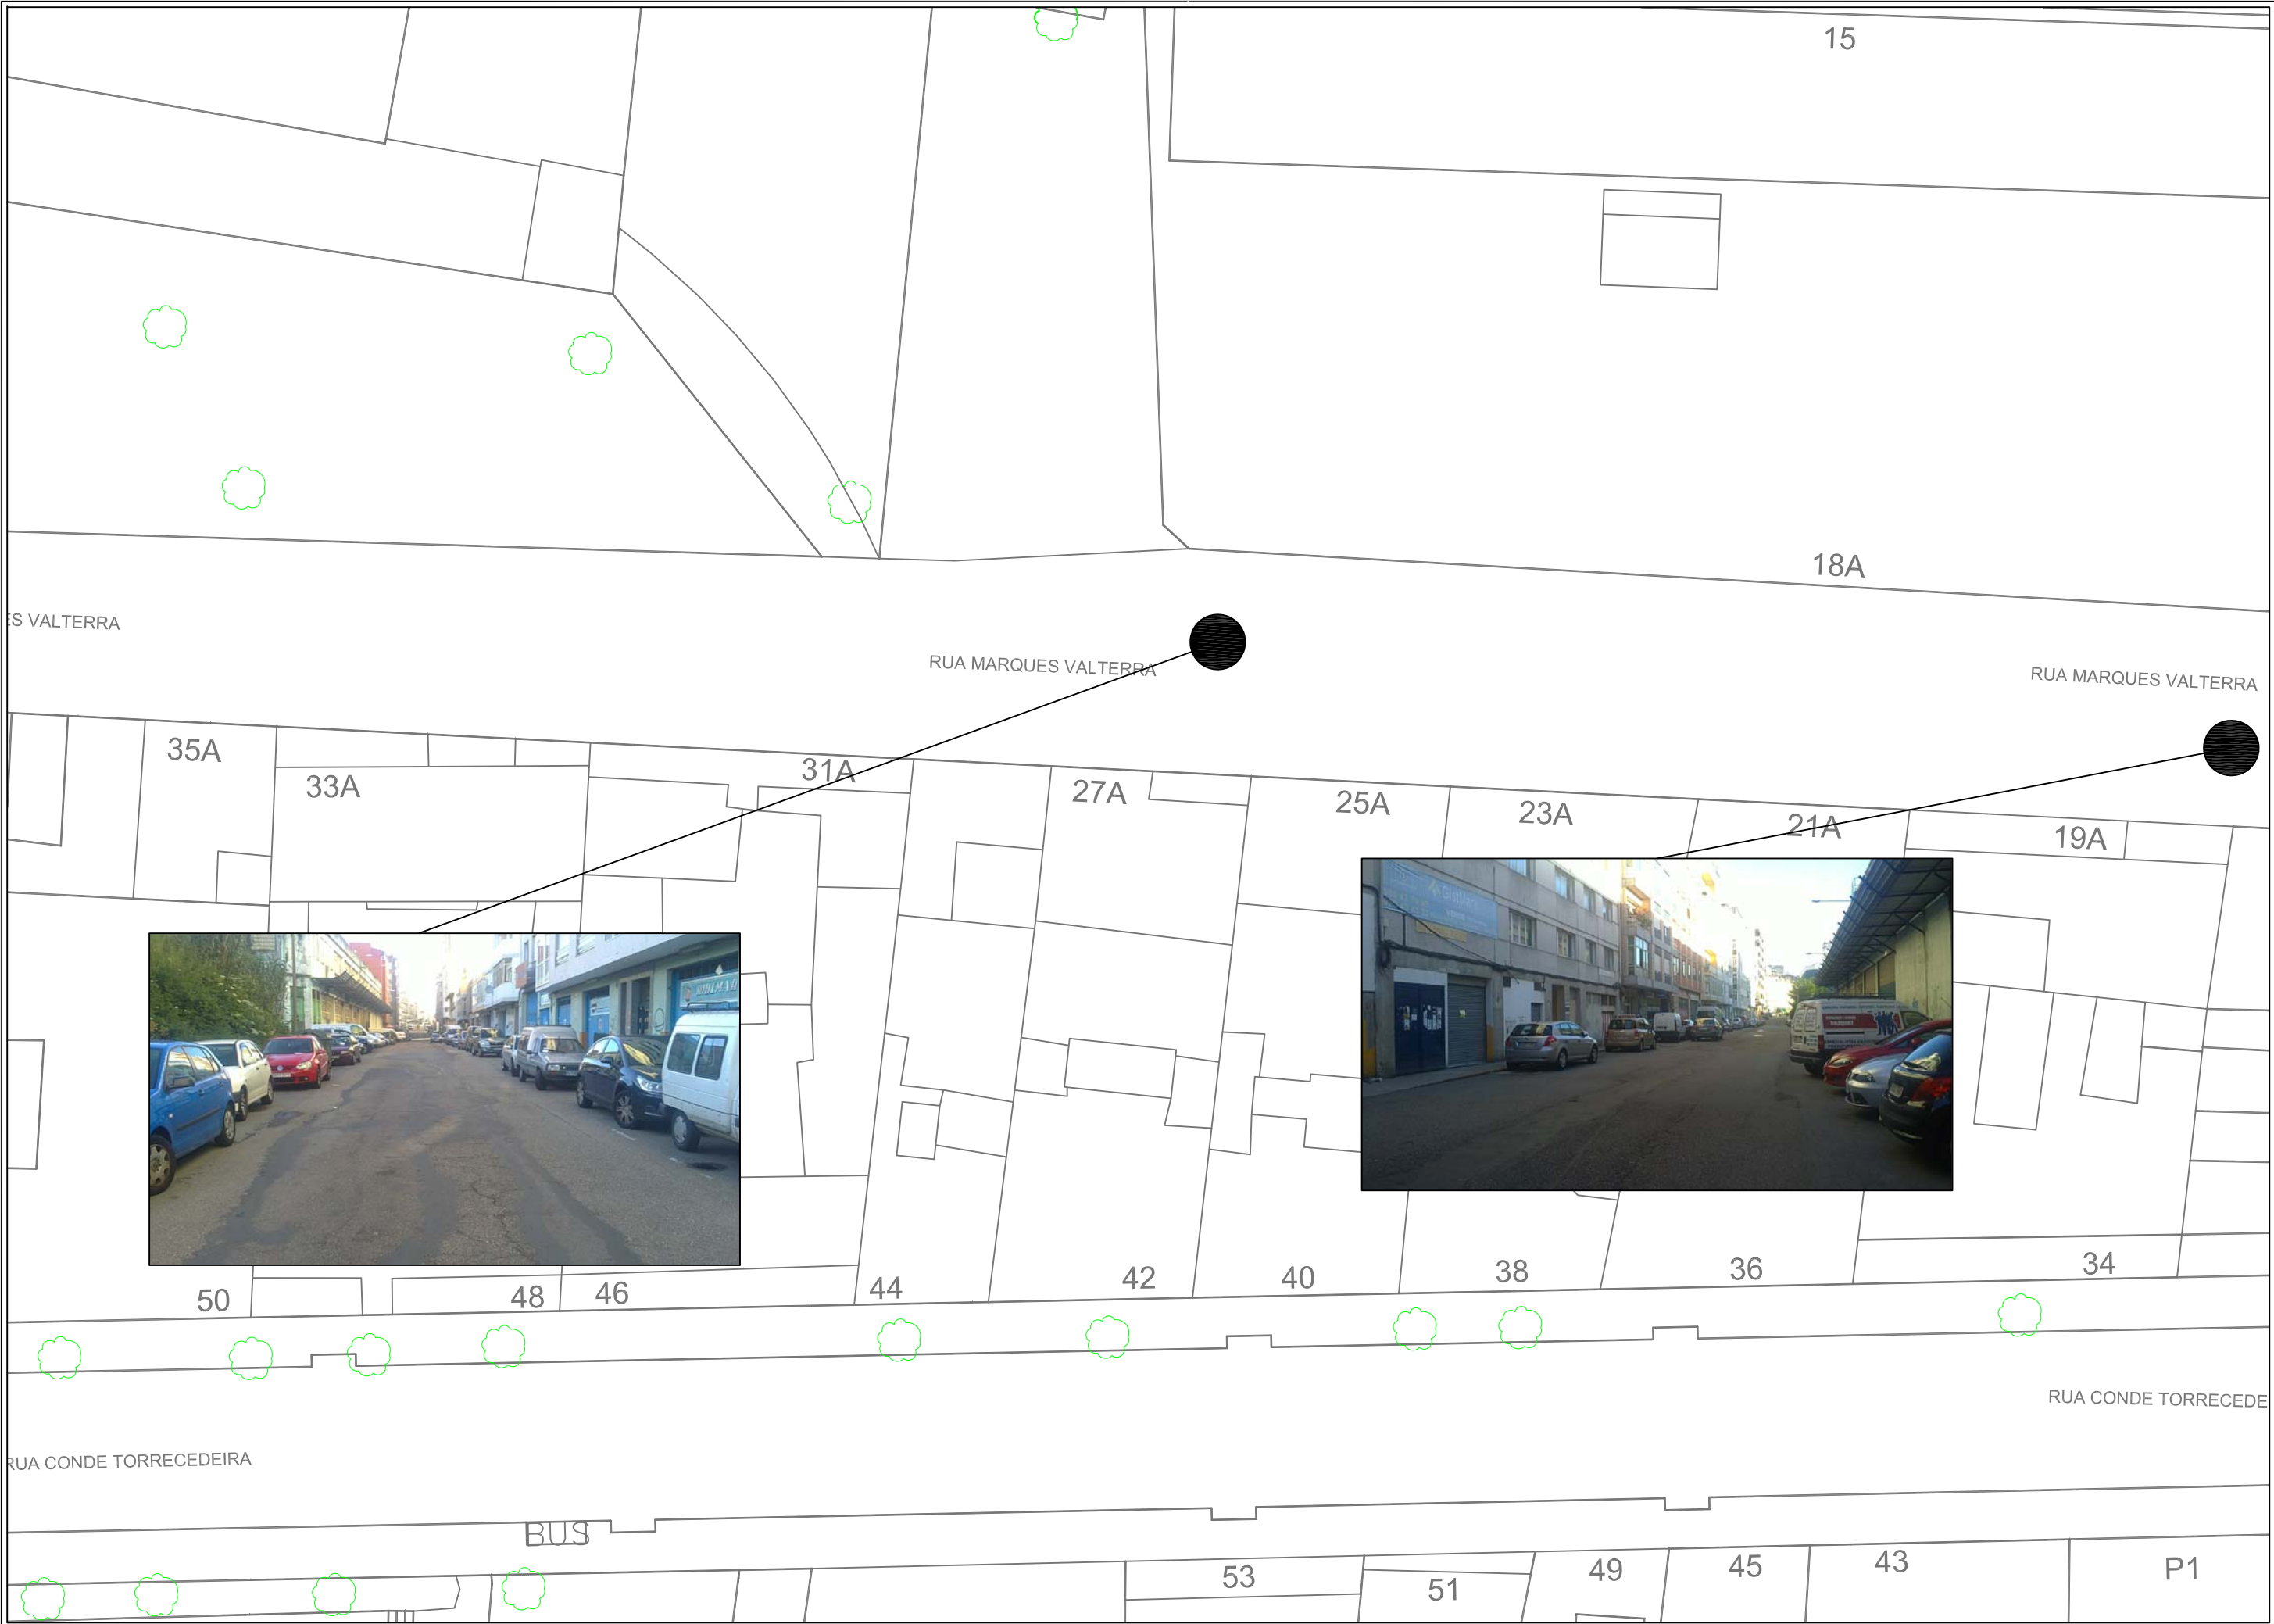 15
18A
ES VALTERRA
RUA MARQUES VALTERRA
RUA MARQUES VALTERRA
35A
33A
31A
27A
25A
23A
21A
19A
50
48
46
44
42
40
38
36
34
RUA CONDE TORRECEDE
RUA CONDE TORRECEDEIRA
BUS
53
51
49
45
43
P1